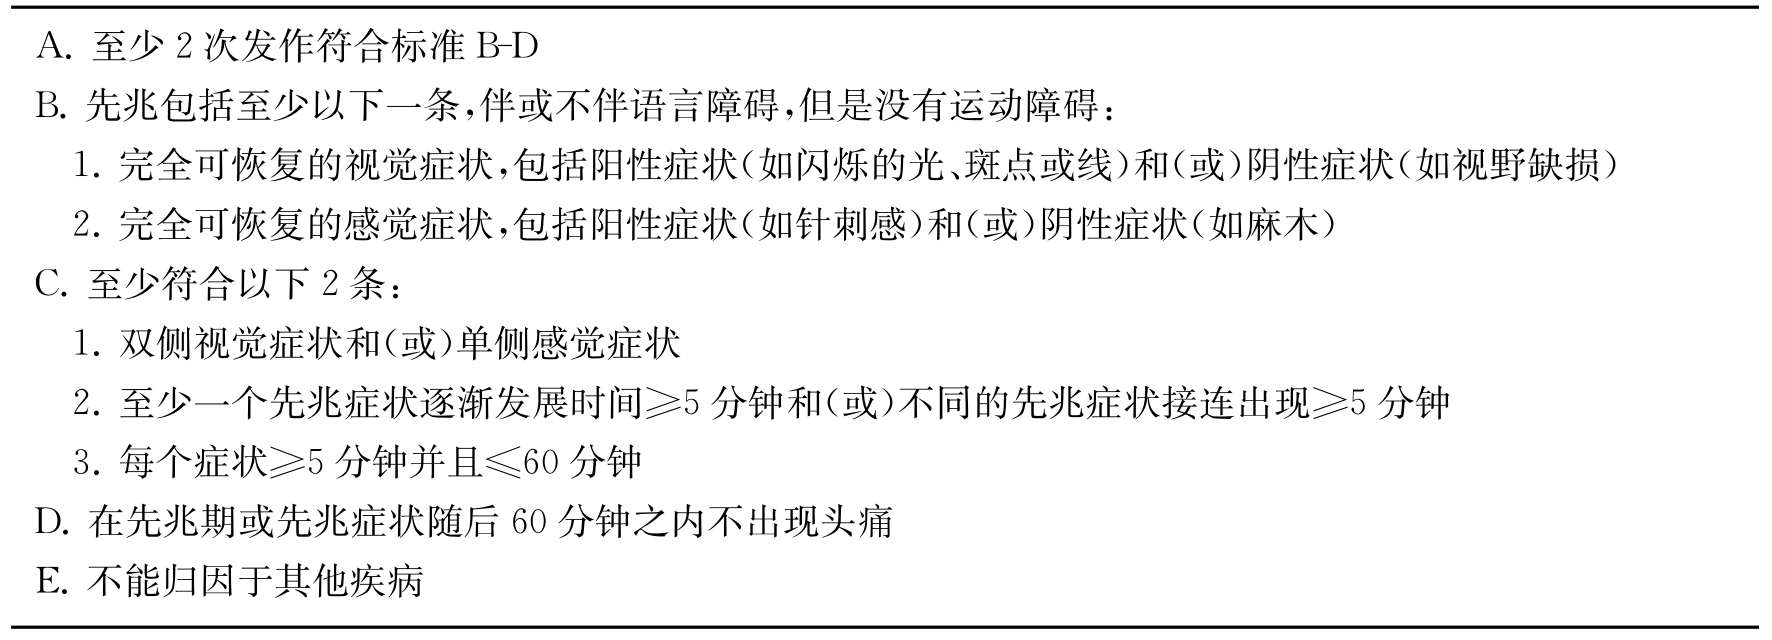 A. 至少 2 次发作符合标准 B-D
B. 先兆包括至少以下一条,伴或不伴语言障碍,但是没有运动障碍:
1. 完全可恢复的视觉症状,包括阳性症状(如闪烁的光、斑点或线)和(或)阴性症状(如视野缺损)
2. 完全可恢复的感觉症状,包括阳性症状(如针刺感)和(或)阴性症状(如麻木)
C. 至少符合以下 2 条:
1. 双侧视觉症状和(或)单侧感觉症状
2. 至少一个先兆症状逐渐发展时间≥5 分钟和(或)不同的先兆症状接连出现≥5 分钟
3. 每个症状≥5 分钟并且≤60 分钟
D. 在先兆期或先兆症状随后 60 分钟之内不出现头痛
E. 不能归因于其他疾病